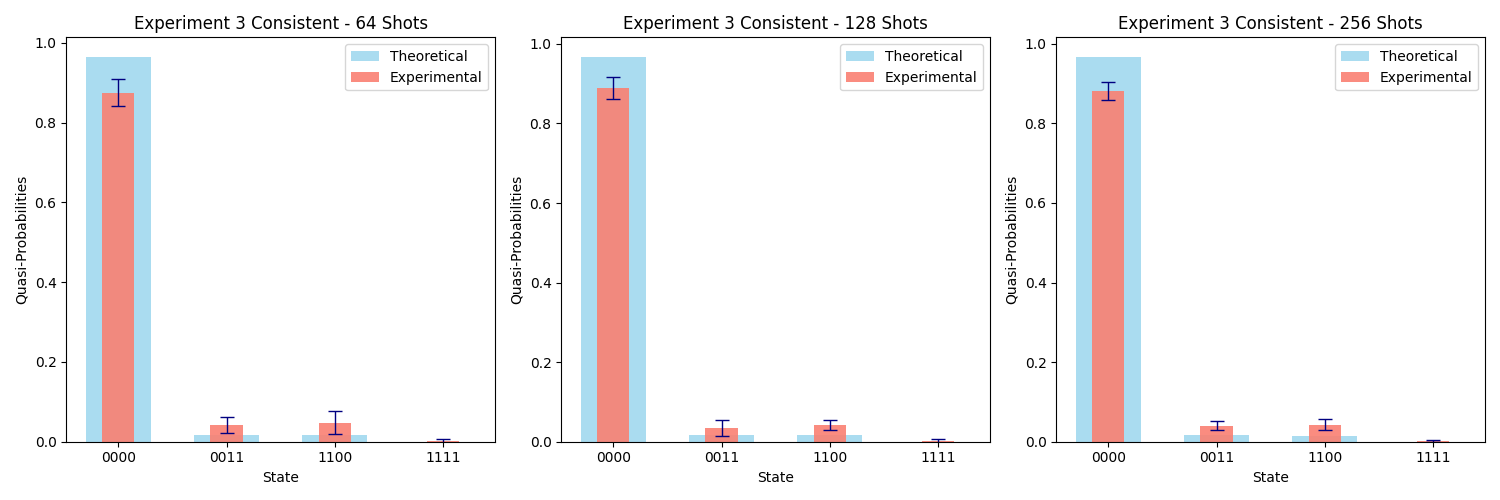 Experiment 3 Consistent - 64 Shots
Theoretical
Experimental
1.0
0.8
0.6
0.4
0.2
0.0
Quasi-Probabilities
0000 0011 1100 1111
State
Experiment 3 Consistent - 128 Shots
Theoretical
Experimental
1.0
0.8
0.6
0.4
0.2
0.0
Quasi-Probabilities
0000 0011 1100 1111
State
Experiment 3 Consistent - 256 Shots
Theoretical
Experimental
1.0
0.8
0.6
0.4
0.2
0.0
Quasi-Probabilities
0000 0011 1100 1111
State